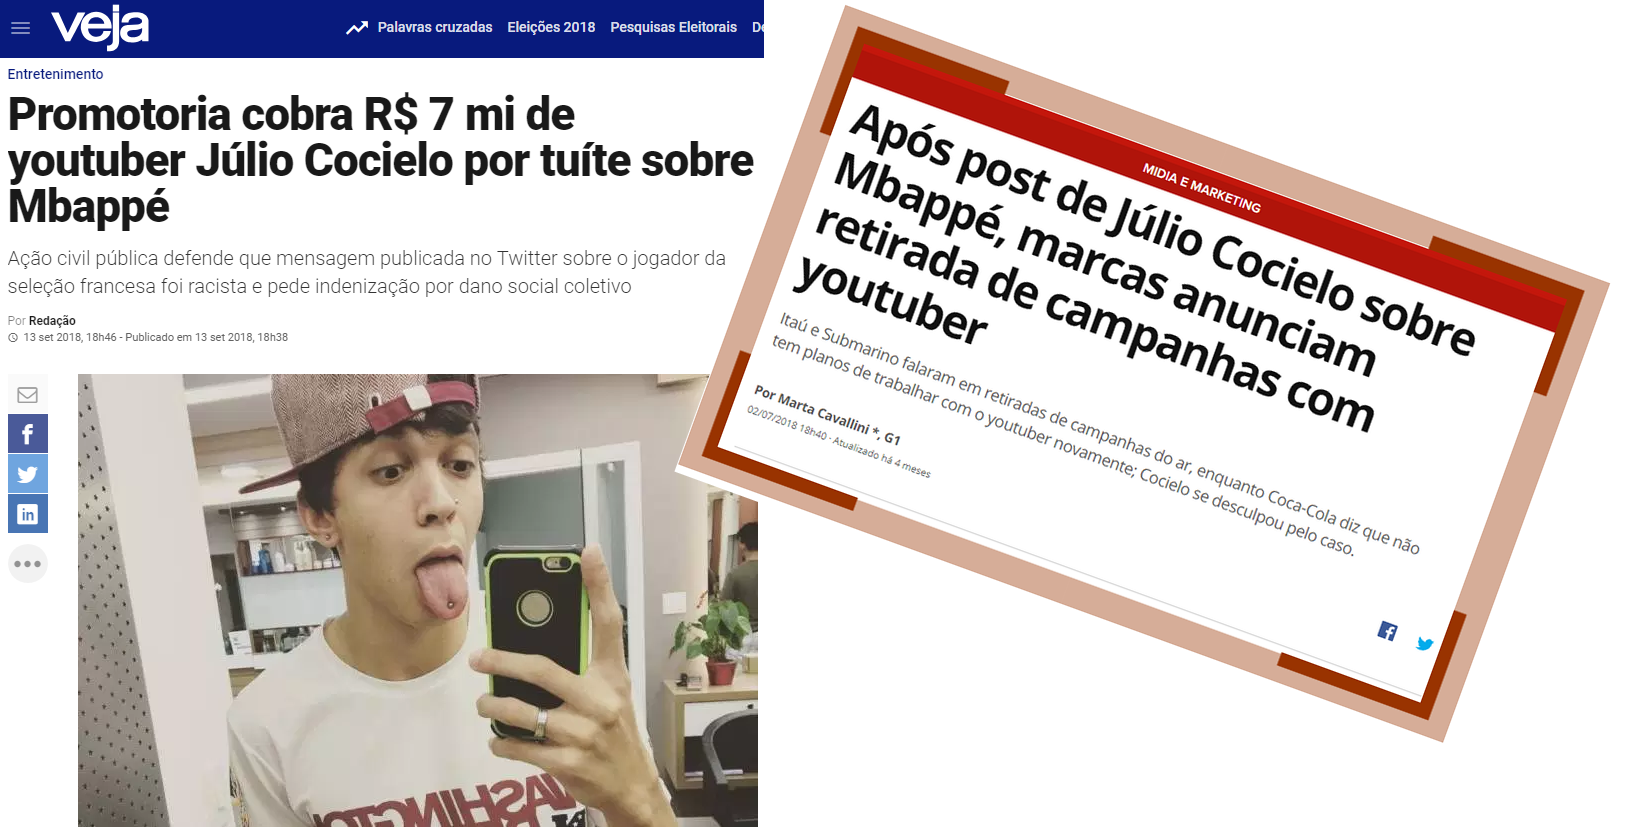 veja
Palavras cruzadas Eleições 2018 Pesquisas Eleitorais
Entretenimento
Promotoria cobra R$ 7 mi de
youtuber Júlio Cocielo por tuíte sobre
Mbappé
Ação civil pública defende que mensagem publicada no Twitter sobre o jogador da
seleção francesa foi racista e pede indenização por dano social coletivo
Por Redação
13 set 2018, 18h46 - Publicado em 13 set 2018, 18h38
f
in
WASHINGTON
MIDIA E MARKETING
Após post de Júlio Cocielo sobre
Mbappé, marcas anunciam
retirada de campanhas com
youtuber
Itaú e Submarino falaram em retiradas de campanhas do ar, enquanto Coca-Cola diz que não
tem planos de trabalhar com o youtuber novamente; Cocielo se desculpou pelo caso.
Por Marta Cavallini *, G1
02/07/2018 18h40 · Atualizado há 4 meses
f